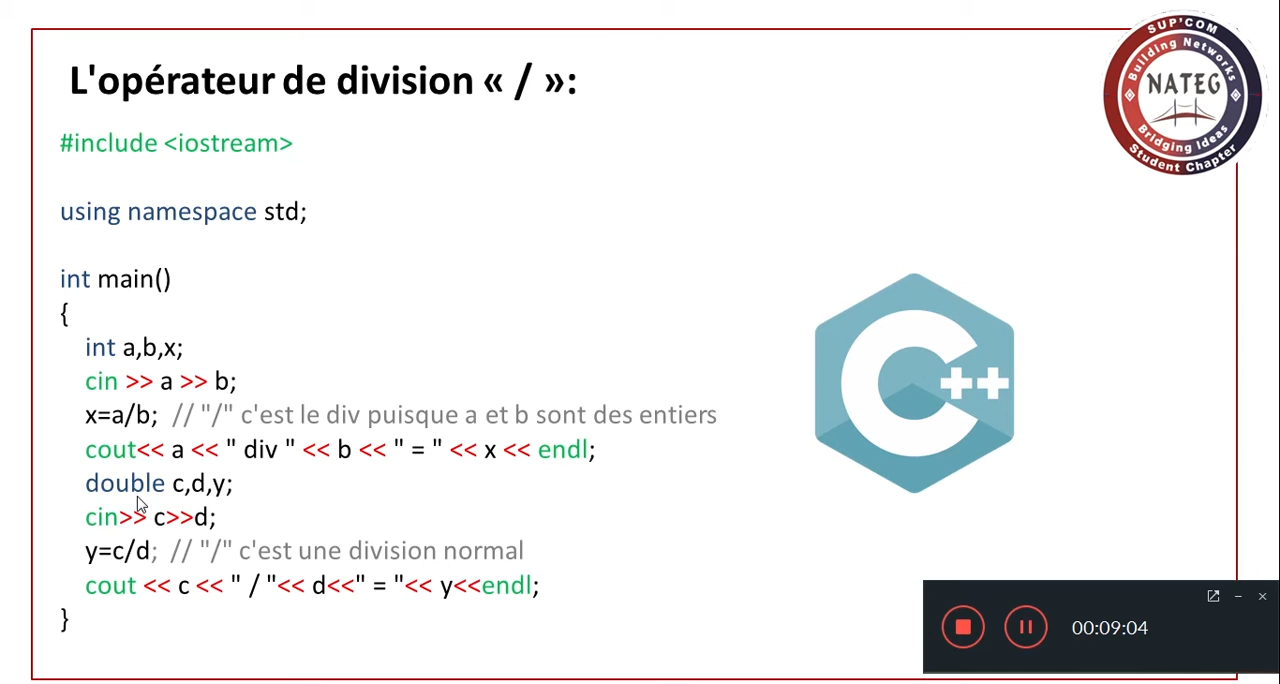 L'opérateur de division « / »:
#include <iostream>
using namespace std;
int main()
{
int a,b,x;
cin >> a >> b;
x=a/b; // "/" c'est le div puisque a et b sont des entiers
cout<< a << " div " << b << " = " << x << endl;
double c,d,y;
cin>> c>>d;
y=c/d; // "/" c'est une division normal
cout << c << " / "<< d<<" = "<< y<<endl;
}
SUP'COM
Building Networks
NATEG
Bridging Ideas
Student Chapter
C++
00:09:04